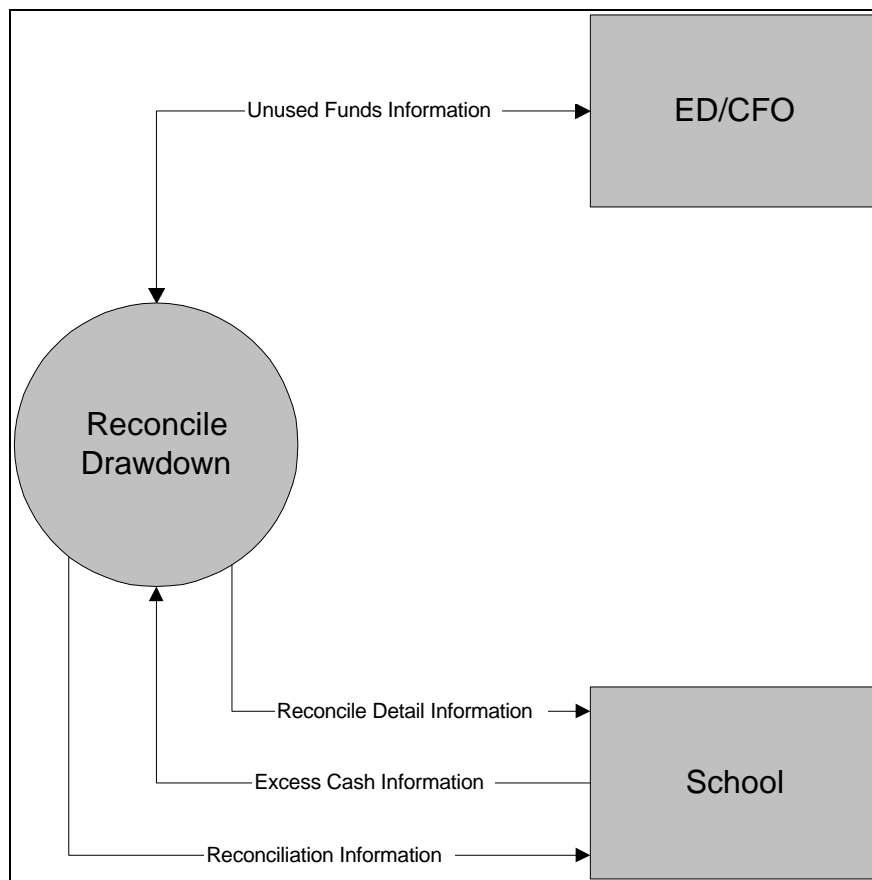 Unused Funds Information
ED/CFO
Reconcile
Drawdown
Reconcile Detail Information
Excess Cash Information
School
Reconciliation Information